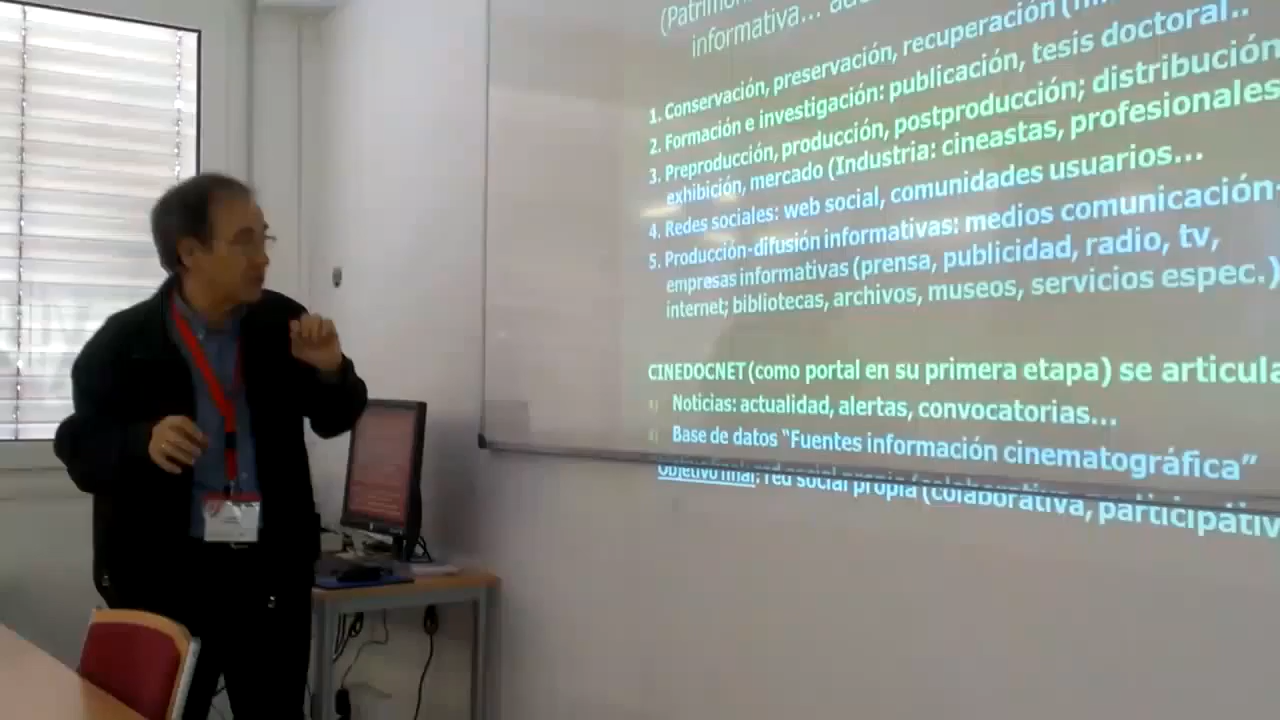 (Patrimon
informativa...
1. Conservación, preservación, recuperación
2. Formación e investigación: publicación, tesis doctoral..
3. Preproducción, producción, postproducción; distribución
exhibición, mercado (Industria: cineastas, profesionales
4. Redes sociales: web social, comunidades usuarios...
5. Producción-difusión informativas: medios comunicación-
empresas informativas (prensa, publicidad, radio, tv,
internet; bibliotecas, archivos, museos, servicios espec.)
CINEDOCNET (como portal en su primera etapa) se articula
Noticias: actualidad, alertas, convocatorias...
Base de datos “Fuentes información cinematográfica”
Objetivo final: red social propia (colaborativa, participativ